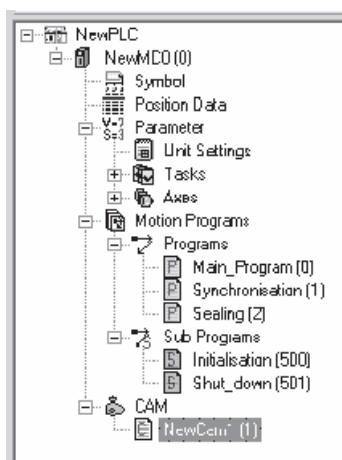 NewPLC
NewMC0 (0)
Symbol
Position Data
Parameter
Unit Settings
Tasks
Axes
Motion Programs
Programs
Main_Program (0)
Synchronisation (1)
Sealing (2)
Sub Programs
Initialisation (500)
Shut_down (501)
CAM
NewCam1 (1)